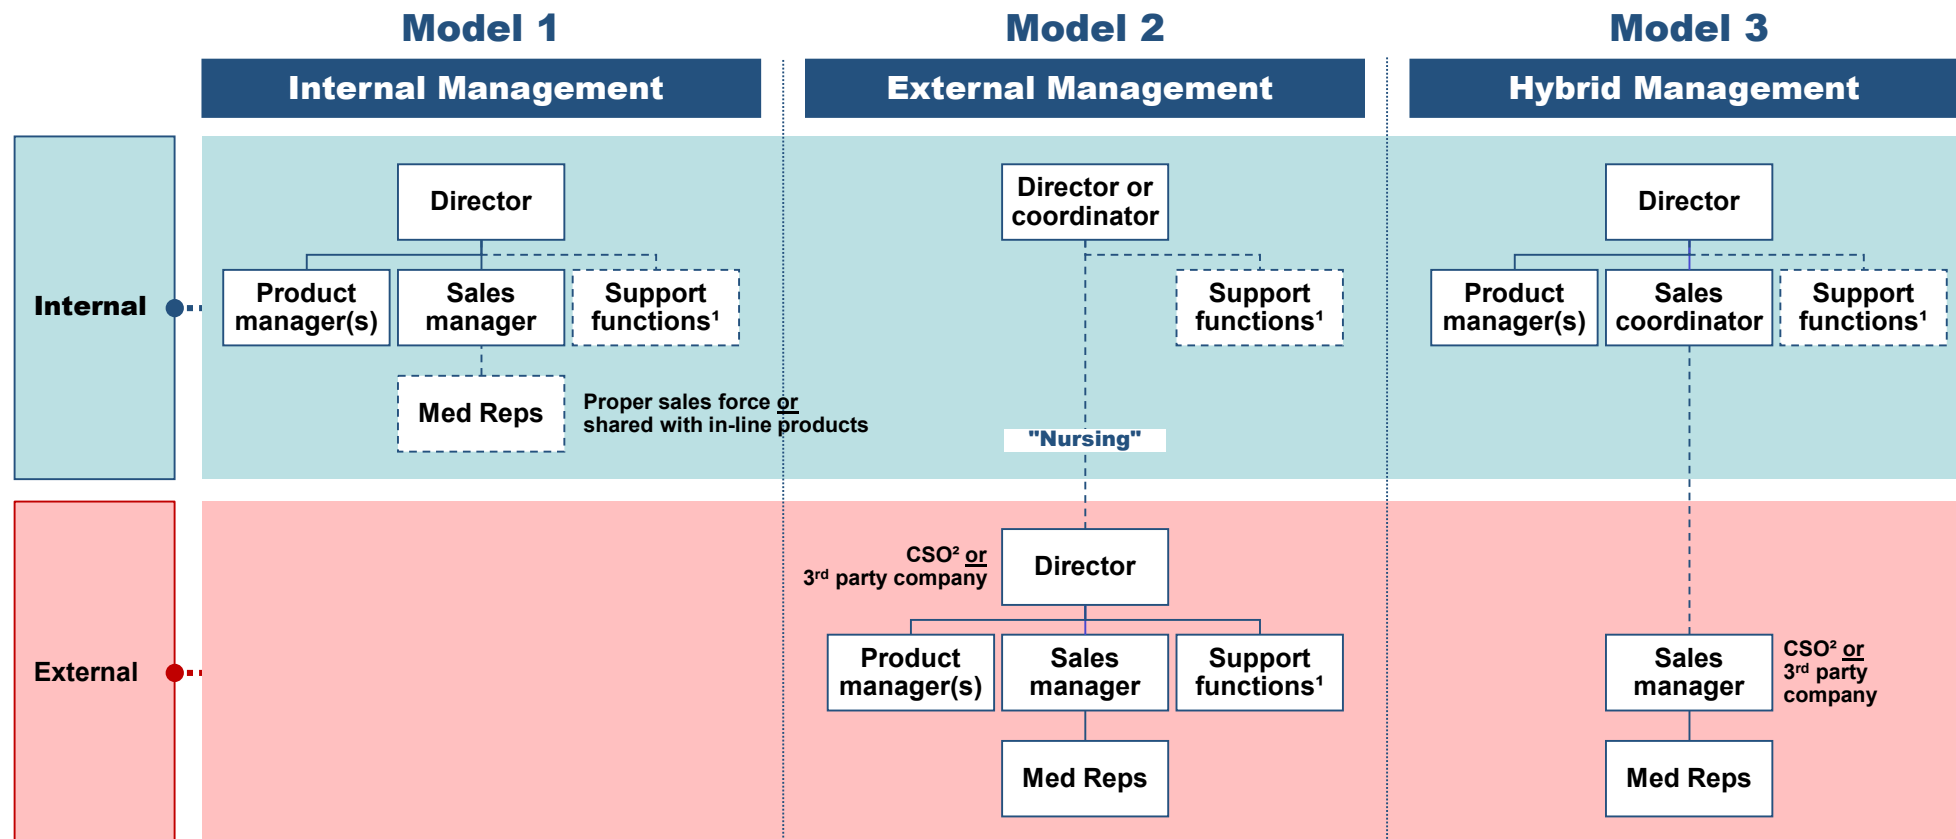 Model 1
Model 2
Model 3
Internal Management
External Management
Hybrid Management
Internal
Director
Product
manager(s)
Sales
manager
Support
functions¹
Med Reps
Proper sales force or
shared with in-line products
Director or
coordinator
Support
functions¹
"Nursing"
Director
Product
manager(s)
Sales
coordinator
Support
functions¹
External
CSO² or
3rd party company
Director
Product
manager(s)
Sales
manager
Support
functions¹
Med Reps
Sales
manager
CSO² or
3rd party
company
Med Reps